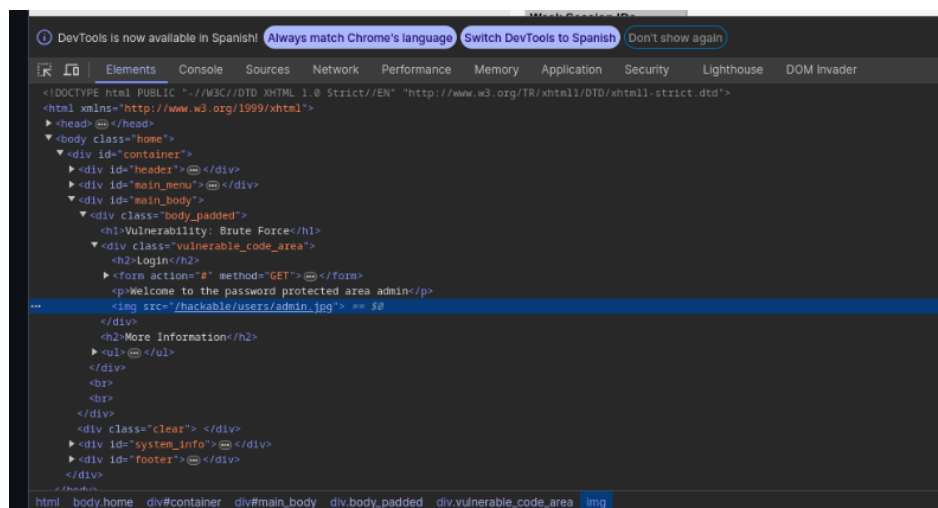 Weak Session IDs
DevTools is now available in Spanish! Always match Chrome's language Switch DevTools to Spanish Don't show again
Elements Console Sources Network Performance Memory Application Security Lighthouse DOM Invader
<!DOCTYPE html PUBLIC "-//W3C//DTD XHTML 1.0 Strict//EN" "http://www.w3.org/TR/xhtml1/DTD/xhtml1-strict.dtd">
<html xmlns="http://www.w3.org/1999/xhtml">
▶<head>…</head>
▼<body class="home">
▼<div id="container">
▶<div id="header">…</div>
▶<div id="main_menu">…</div>
▼<div id="main_body">
▼<div class="body_padded">
<h1>Vulnerability: Brute Force</h1>
▼<div class="vulnerable_code_area">
<h2>Login</h2>
▶<form action="#" method="GET">…</form>
<p>Welcome to the password protected area admin</p>
… <img src="/hackable/users/admin.jpg"> == $0
</div>
<h2>More Information</h2>
▶<ul>…</ul>
</div>
<br>
<br>
</div>
<div class="clear"> </div>
▶<div id="system_info">…</div>
▶<div id="footer">…</div>
</div>
</body>
html body.home div#container div#main_body div.body_padded div.vulnerable_code_area img